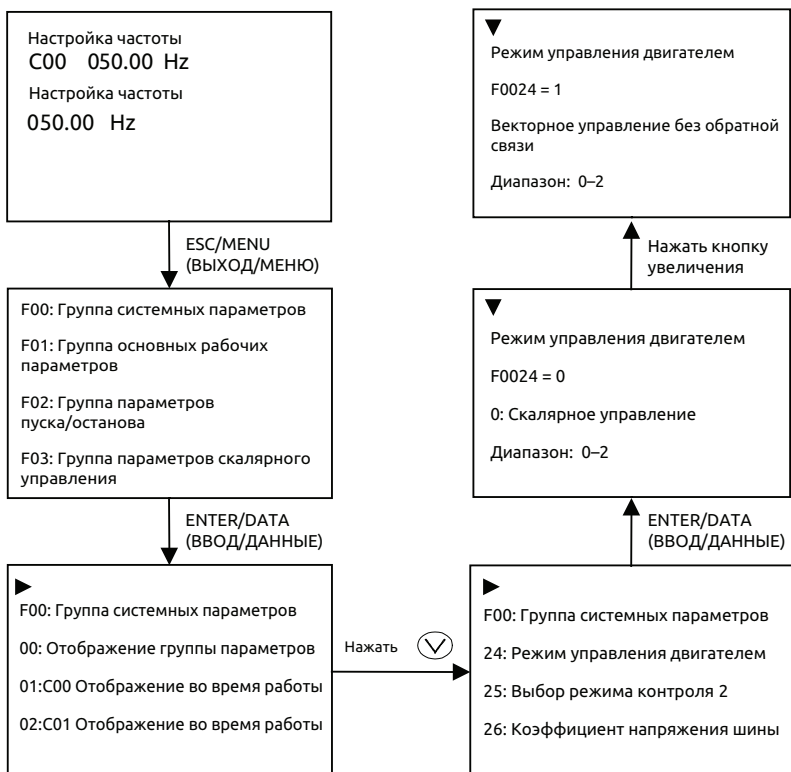 Настройка частоты
C00 050.00 Hz
Настройка частоты
050.00 Hz
ESC/MENU
(ВЫХОД/МЕНЮ)
F00: Группа системных параметров
F01: Группа основных рабочих
параметров
F02: Группа параметров
пуска/останова
F03: Группа параметров скалярного
управления
ENTER/DATA
(ВВОД/ДАННЫЕ)
F00: Группа системных параметров
00: Отображение группы параметров
01:C00 Отображение во время работы
02:C01 Отображение во время работы
Нажать
F00: Группа системных параметров
24: Режим управления двигателем
25: Выбор режима контроля 2
26: Коэффициент напряжения шины
ENTER/DATA
(ВВОД/ДАННЫЕ)
Режим управления двигателем
F0024 = 0
0: Скалярное управление
Диапазон: 0–2
Нажать кнопку
увеличения
Режим управления двигателем
F0024 = 1
Векторное управление без обратной
связи
Диапазон: 0–2